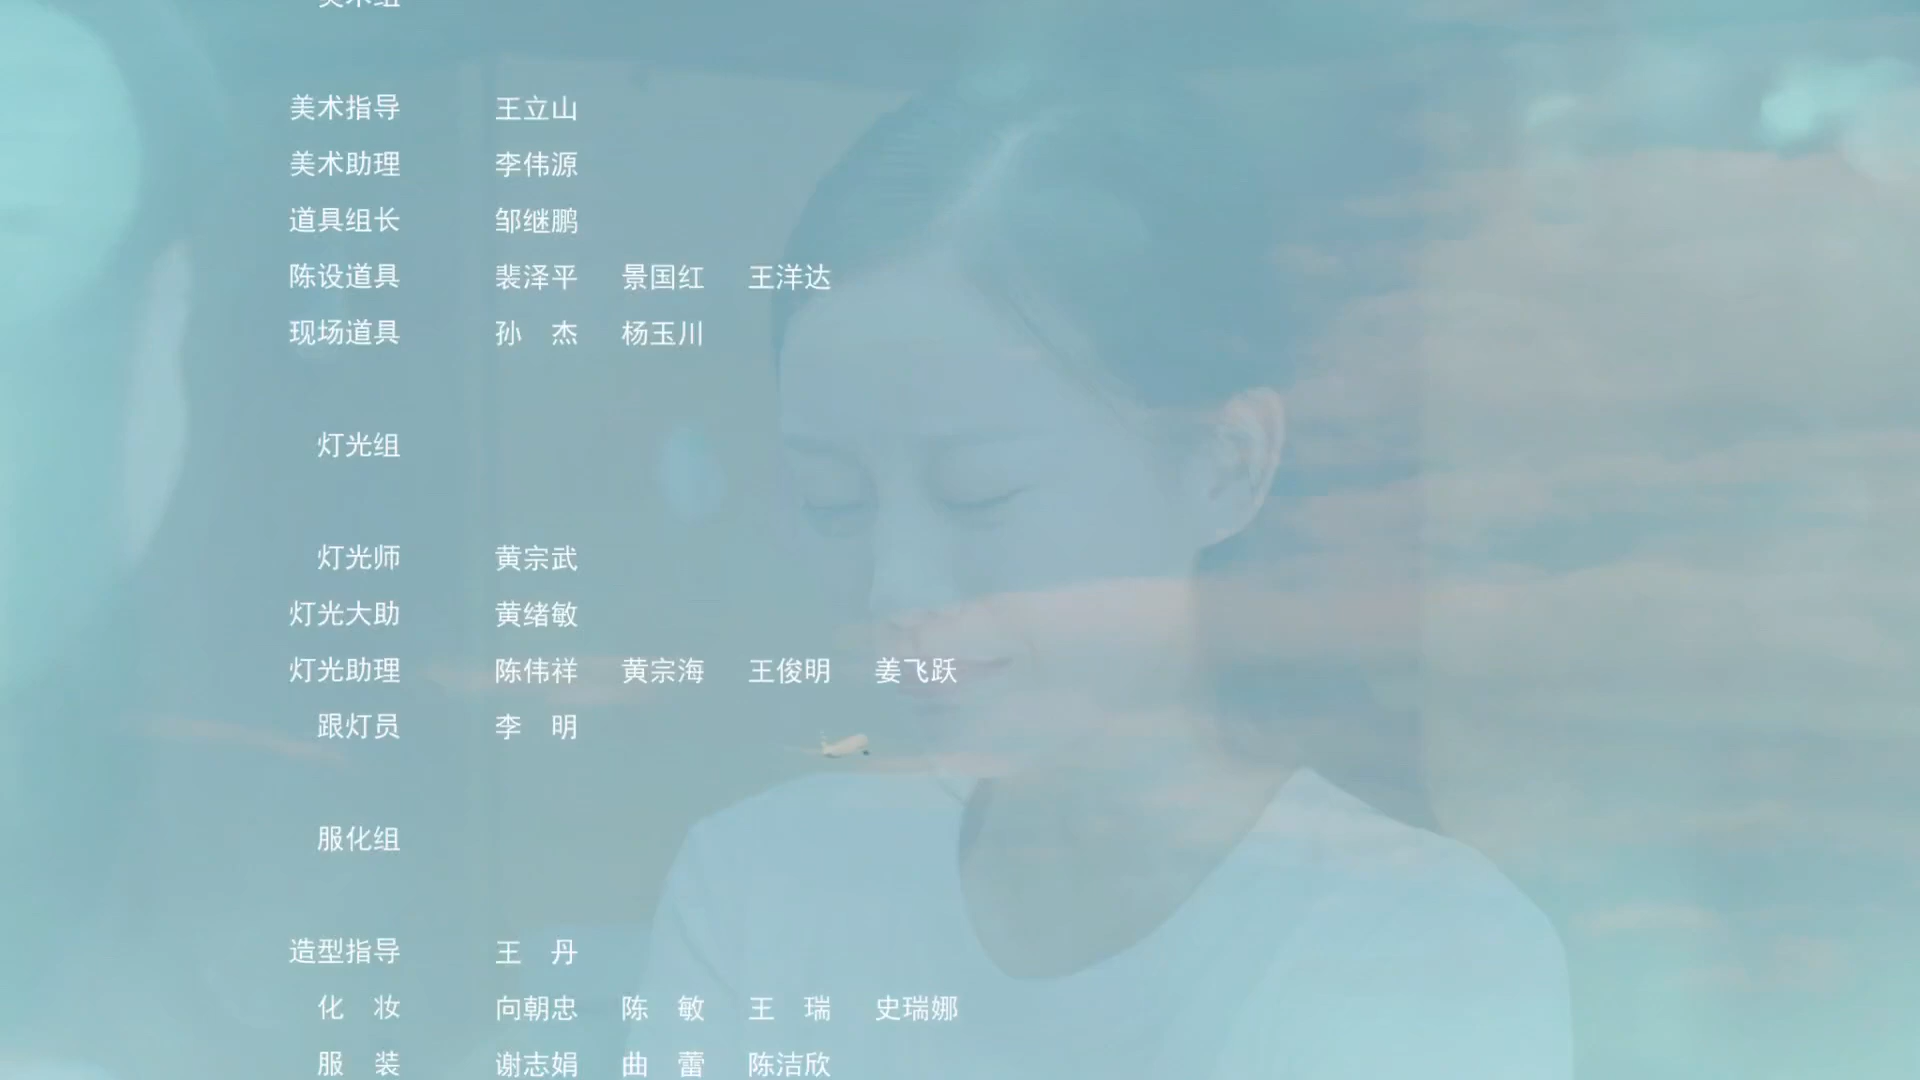 美术组
美术指导 王立山
美术助理 李伟源
道具组长 邹继鹏
陈设道具 裴泽平 景国红 王洋达
现场道具 孙 杰 杨玉川
灯光组
灯光师 黄宗武
灯光大助 黄绪敏
灯光助理 陈伟祥 黄宗海 王俊明 姜飞跃
跟灯员 李 明
服化组
造型指导 王 丹
化 妆 向朝忠 陈 敏 王 瑞 史瑞娜
服 装 谢志娟 曲 蕾 陈洁欣